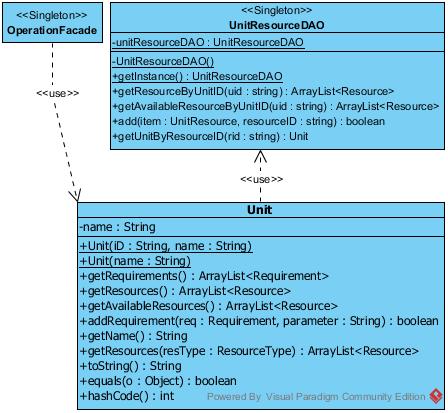 <<Singleton>>
OperationFacade
<<Singleton>>
UnitResourceDAO
-unitResourceDAO : UnitResourceDAO
-UnitResourceDAO()
+getInstance() : UnitResourceDAO
+getResourceByUnitID(uid : string) : ArrayList<Resource>
+getAvailableResourceByUnitID(uid : string) : ArrayList<Resource>
+add(item : UnitResource, resourceID : string) : boolean
+getUnitByResourceID(rid : string) : Unit
<<use>>
<<use>>
Unit
-name : String
+Unit(iD : String, name : String)
+Unit(name : string)
+getRequirements() : ArrayList<Requirement>
+getResources() : ArrayList<Resource>
+getAvailableResources() : ArrayList<Resource>
+addRequirement(req : Requirement, parameter : String) : boolean
+getName() : String
+getResources(resType : ResourceType) : ArrayList<Resource>
+toString() : String
+equals(o : Object) : boolean
+hashCode() : int
Powered By Visual Paradigm Community Edition